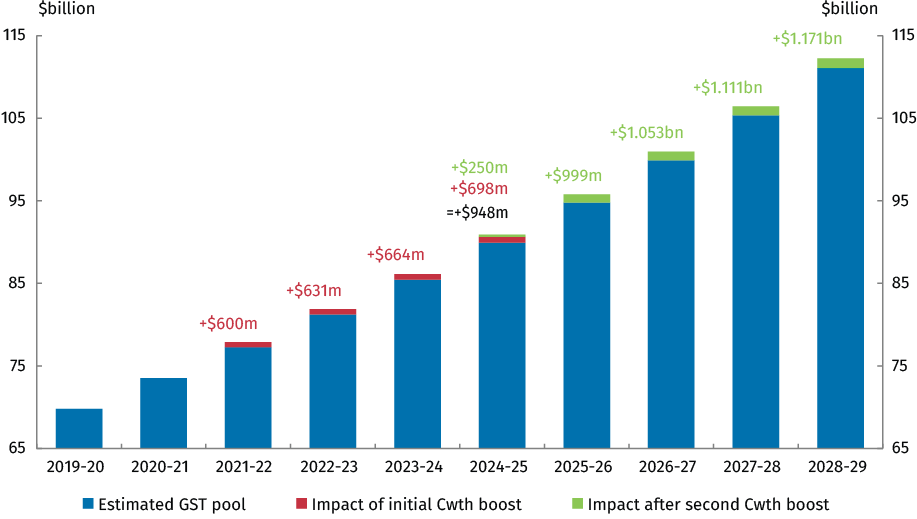 $billion
$billion
115
115
105
105
95
95
85
85
75
75
65
65
+$600m
+$631m
+$664m
+$250m
+$698m
=+$948m
+$999m
+$1.053bn
+$1.111bn
+$1.171bn
2019-20 2020-21 2021-22 2022-23 2023-24 2024-25 2025-26 2026-27 2027-28 2028-29
Estimated GST pool Impact of initial Cwth boost Impact after second Cwth boost